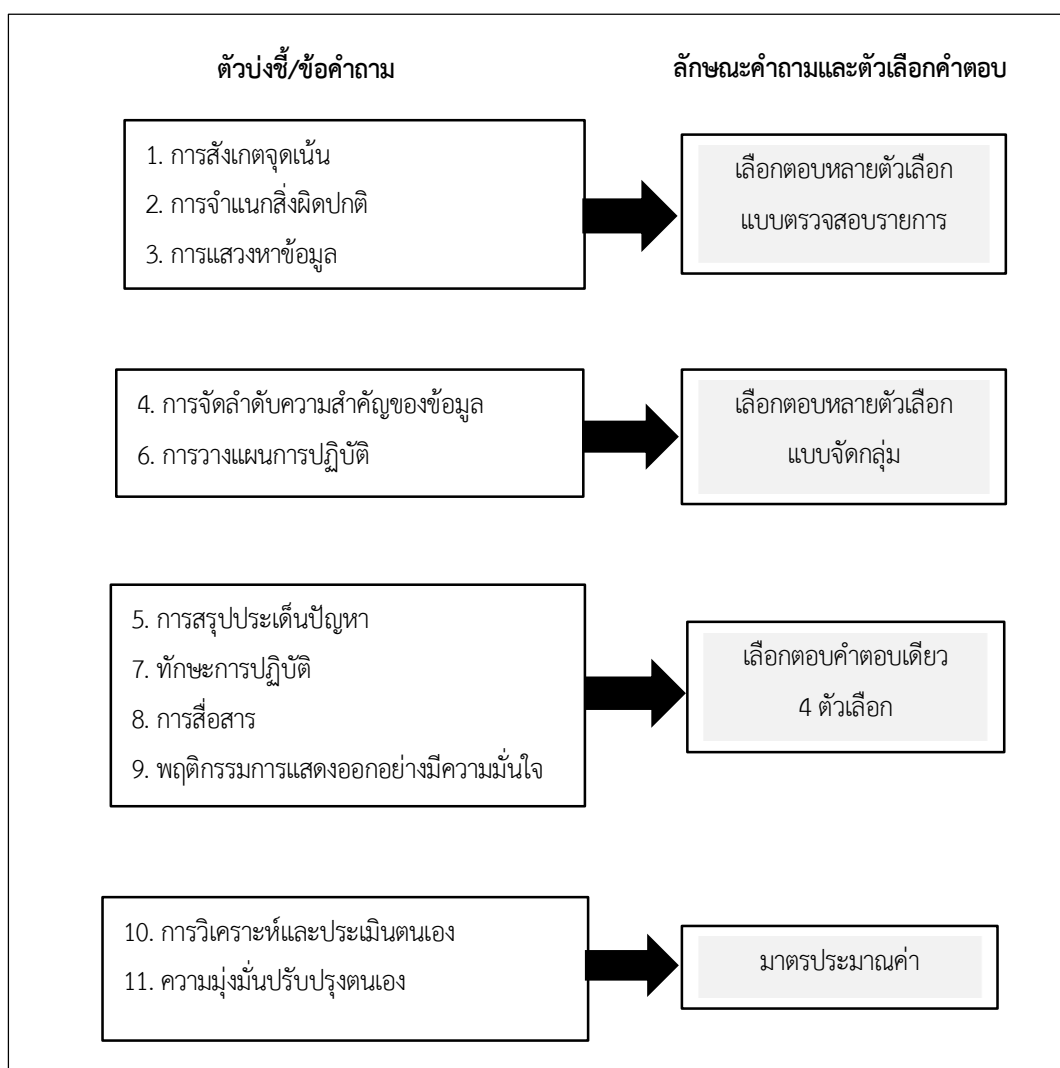 ตัวบ่งชี้/ข้อคำถาม
ลักษณะคำถามและตัวเลือกคำตอบ
1. การสังเกตจุดเน้น
2. การจำแนกสิ่งผิดปกติ
3. การแสวงหาข้อมูล
เลือกตอบหลายตัวเลือก
แบบตรวจสอบรายการ
4. การจัดลำดับความสำคัญของข้อมูล
6. การวางแผนการปฏิบัติ
เลือกตอบหลายตัวเลือก
แบบจัดกลุ่ม
5. การสรุปประเด็นปัญหา
7. ทักษะการปฏิบัติ
8. การสื่อสาร
9. พฤติกรรมการแสดงออกอย่างมีความมั่นใจ
เลือกตอบคำตอบเดียว
4 ตัวเลือก
10. การวิเคราะห์และประเมินตนเอง
11. ความมุ่งมั่นปรับปรุงตนเอง
มาตรประมาณค่า